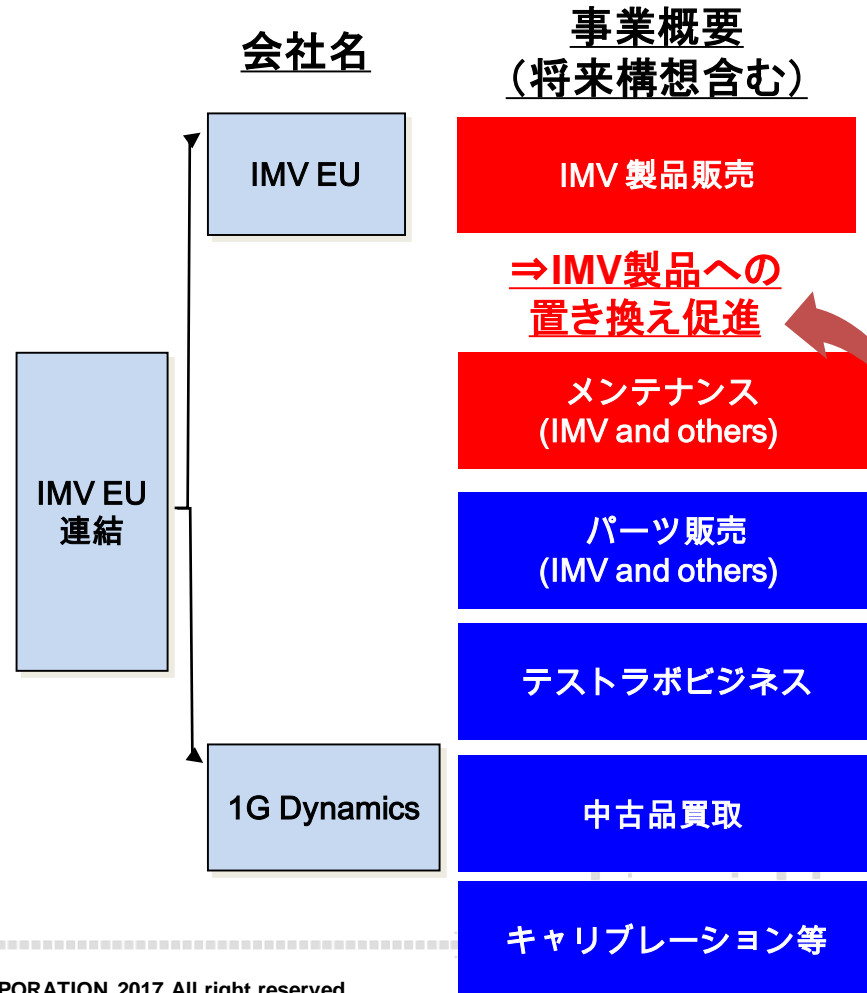 会社名
事業概要
（将来構想含む）
IMV EU
IMV 製品販売
⇒IMV製品への
置き換え促進
メンテナンス
(IMV and others)
IMV EU
連結
パーツ販売
(IMV and others)
テストラボビジネス
1G Dynamics
中古品買取
キャリブレーション等
PORATION 2017 All right reserved